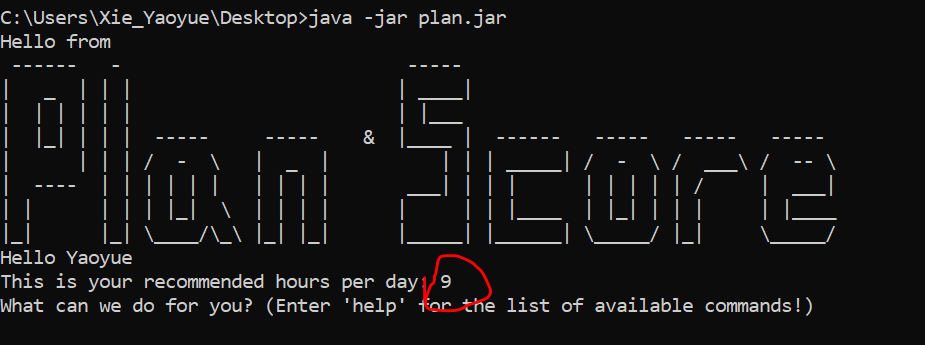 C:\Users\Xie_Yaoyue\Desktop>java -jar plan.jar
Hello from
Plan & Score
Hello Yaoyue
This is your recommended hours per day: 9
What can we do for you? (Enter 'help' for the list of available commands!)